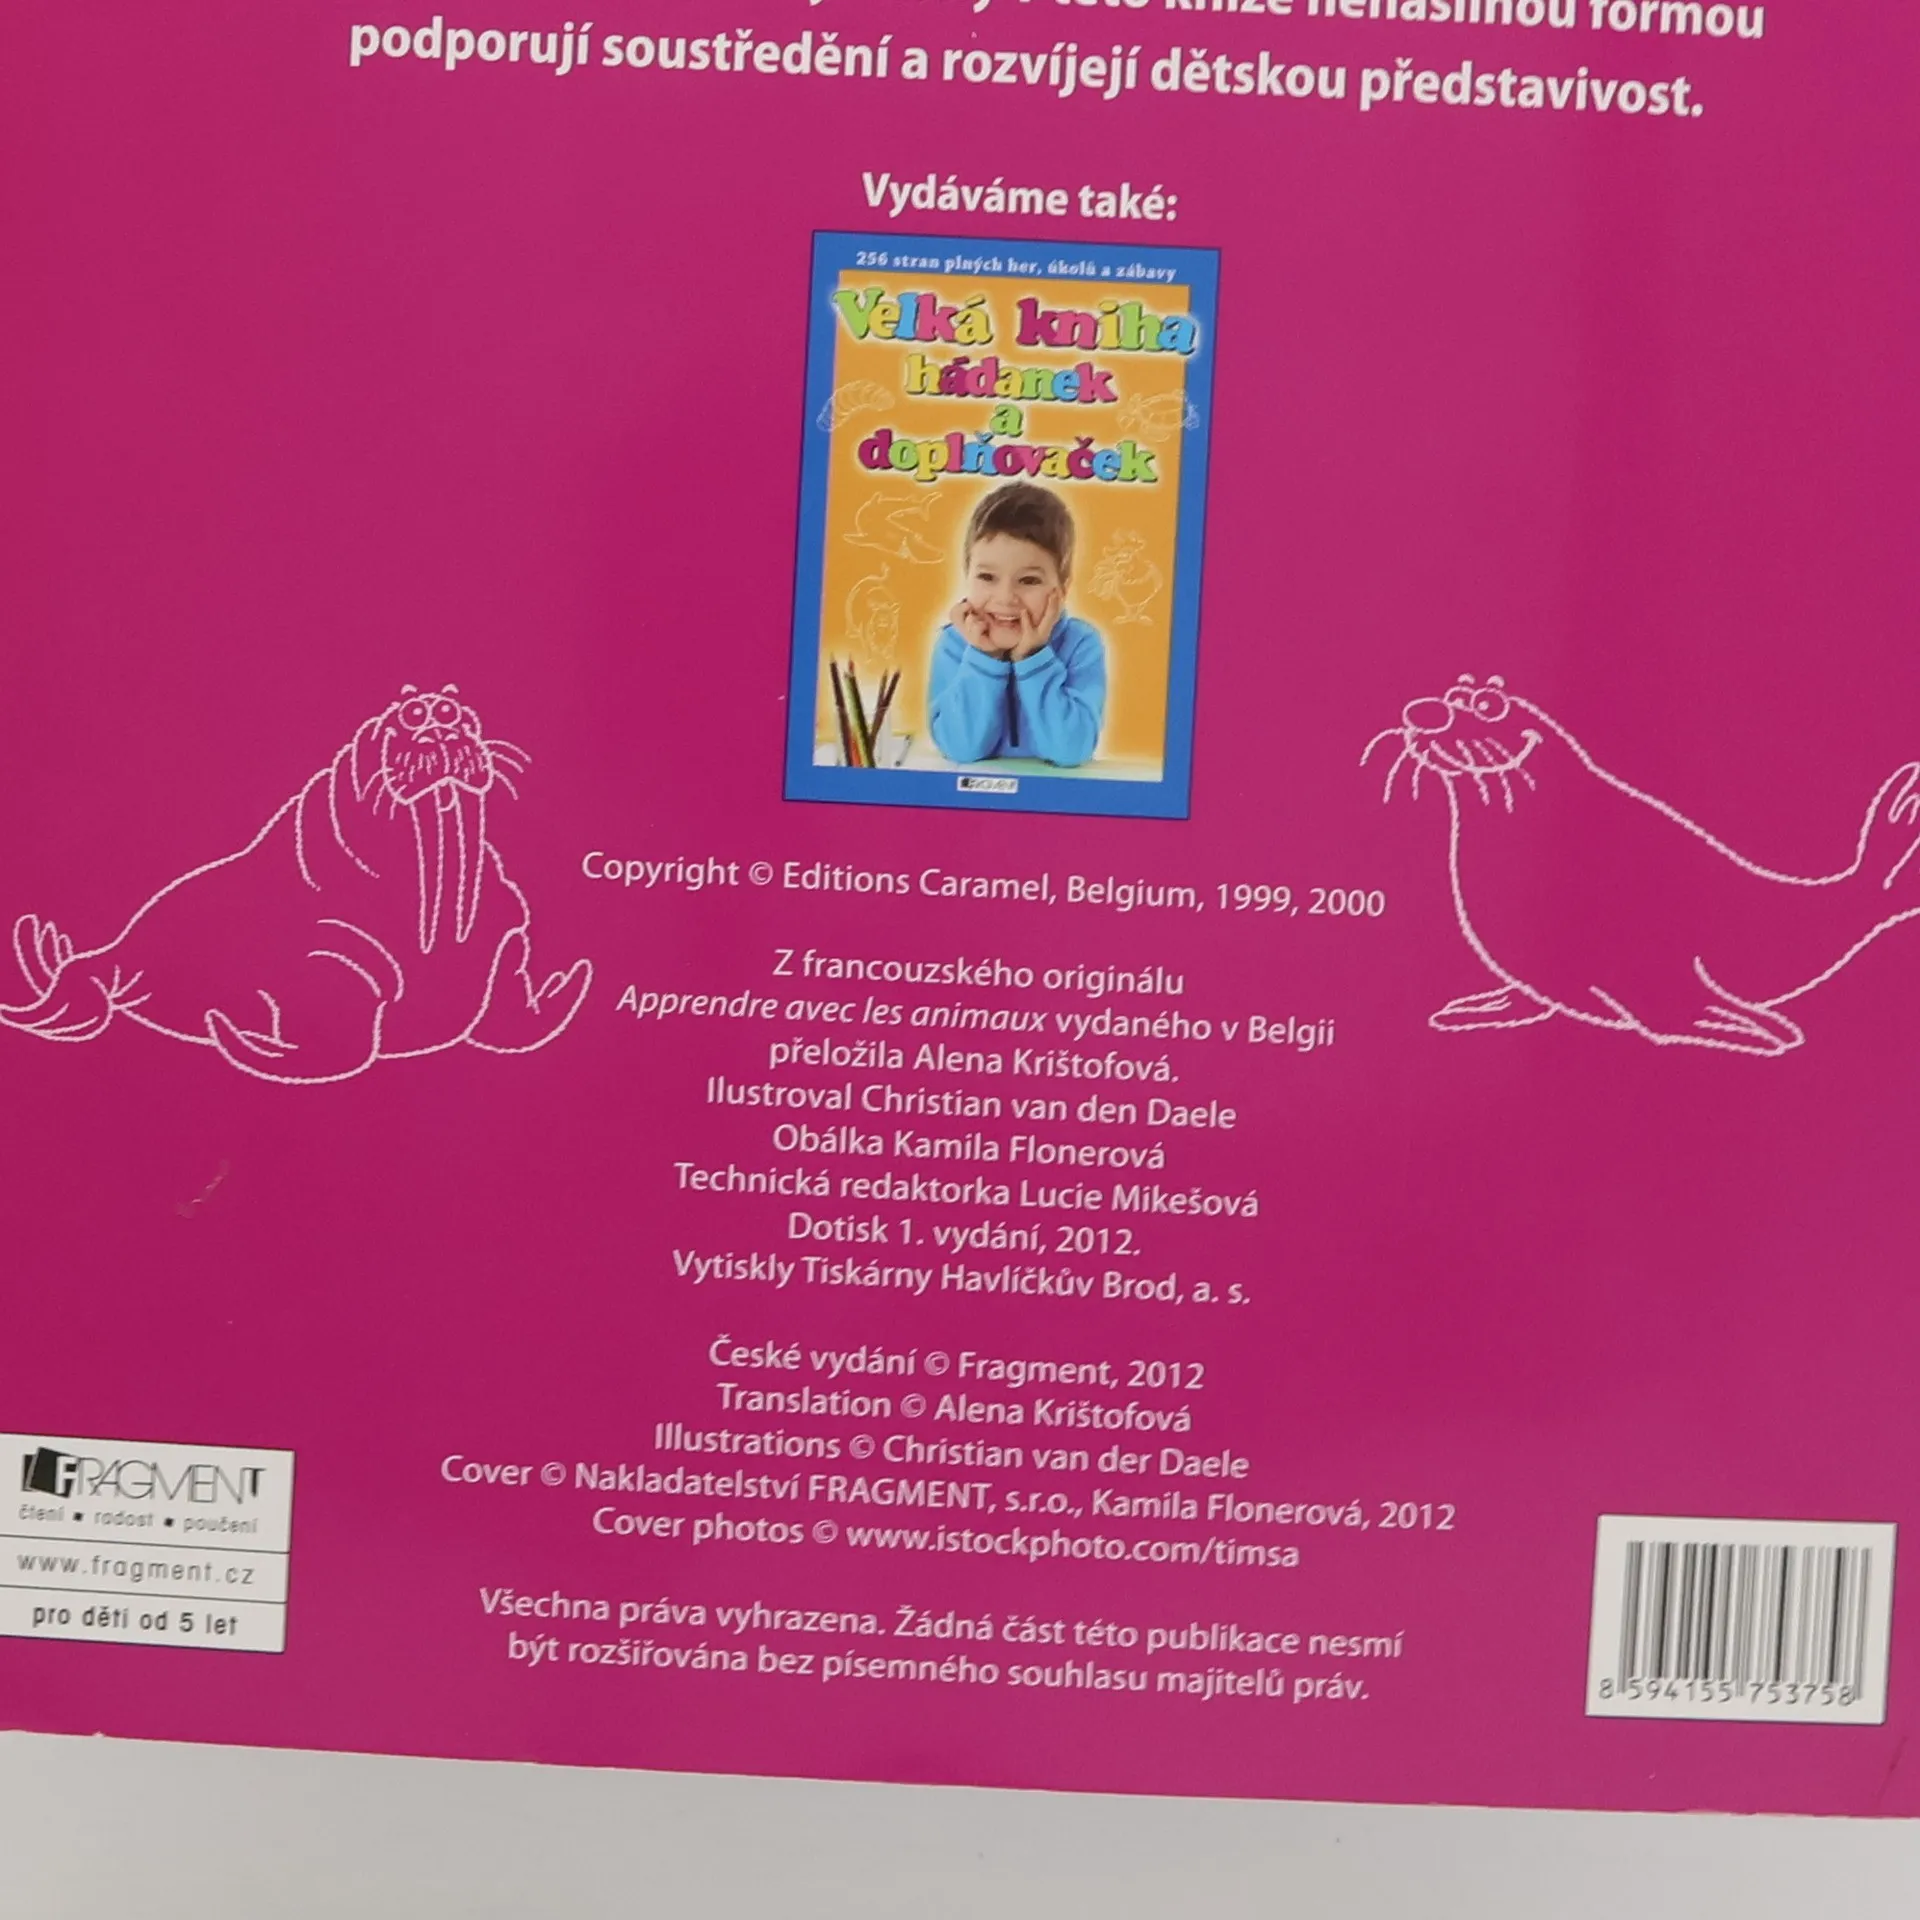 této knize nenásilnou formou
podporují soustředění a rozvíjejí dětskou představivost.
Vydáváme také:
256 stran plných her, úkolů a zábavy
Velká kniha
hádanek
a
doplňovaček
FRAGMENT
Copyright © Editions Caramel, Belgium, 1999, 2000
Z francouzského originálu
Apprendre avec les animaux vydaného v Belgii
přeložila Alena Krištofová.
Ilustroval Christian van den Daele
Obálka Kamila Flonerová
Technická redaktorka Lucie Mikešová
Dotisk 1. vydání, 2012.
Vytiskly Tiskárny Havlíčkův Brod, a. s.
České vydání © Fragment, 2012
Translation © Alena Krištofová
Illustrations © Christian van der Daele
Cover © Nakladatelství FRAGMENT, s.r.o., Kamila Flonerová, 2012
Cover photos © www.istockphoto.com/timsa
Všechna práva vyhrazena. Žádná část této publikace nesmí
být rozšiřována bez písemného souhlasu majitelů práv.
FRAGMENT
čtení ▪ radost ▪ poučení
www.fragment.cz
pro děti od 5 let
8 594155 753758